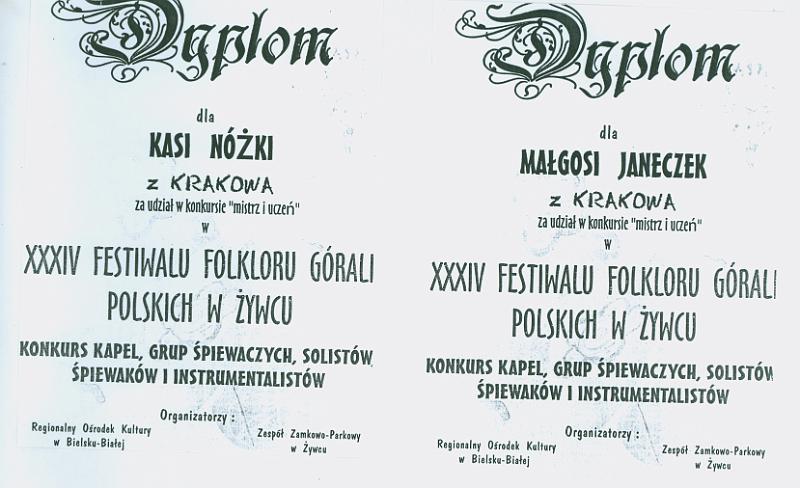 Dyplom
dla
KASI NÓŻKI
z KRAKOWA
za udział w konkursie "mistrz i uczeń"
w
XXXIV FESTIWALU FOLKLORU GÓRALI
POLSKICH W ŻYWCU
KONKURS KAPEL, GRUP ŚPIEWACZYCH, SOLISTÓW,
ŚPIEWAKÓW I INSTRUMENTALISTÓW
Organizatorzy :
Regionalny Ośrodek Kultury
w Bielsku-Białej
Zespół Zamkowo-Parkowy
w Żywcu
Dyplom
dla
MAŁGOSI JANECZEK
z KRAKOWA
za udział w konkursie "mistrz i uczeń"
w
XXXIV FESTIWALU FOLKLORU GÓRALI
POLSKICH W ŻYWCU
KONKURS KAPEL, GRUP ŚPIEWACZYCH, SOLISTÓW
ŚPIEWAKÓW I INSTRUMENTALISTÓW
Organizatorzy :
Regionalny Ośrodek Kultury
w Bielsku-Białej
Zespół Zamkowo-Parkowy
w Żywcu